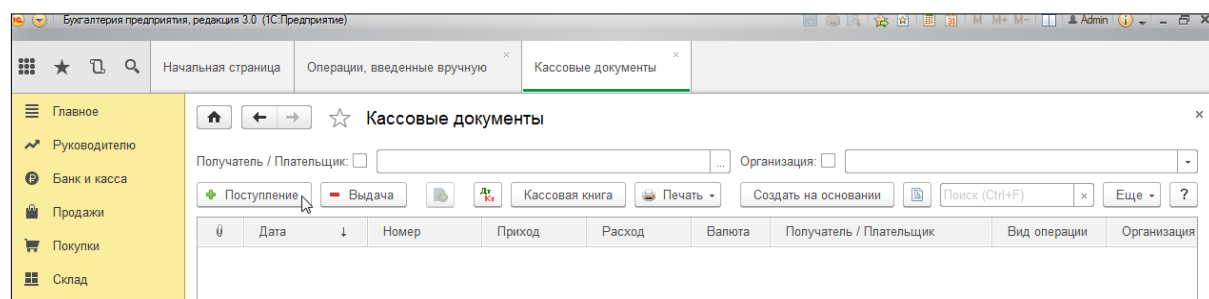 1С Бухгалтерия предприятия, редакция 3.0 (1С:Предприятие) 31 M M+ M- Admin
Начальная страница Операции, введенные вручную Кассовые документы
Главное
Руководителю
Банк и касса
Продажи
Покупки
Склад
Кассовые документы
Получатель / Плательщик: ... Организация:
Поступление Выдача Дт Кт Кассовая книга Печать Создать на основании Поиск (Ctrl+F) × Еще ?
Дата ↓ Номер Приход Расход Валюта Получатель / Плательщик Вид операции Организация